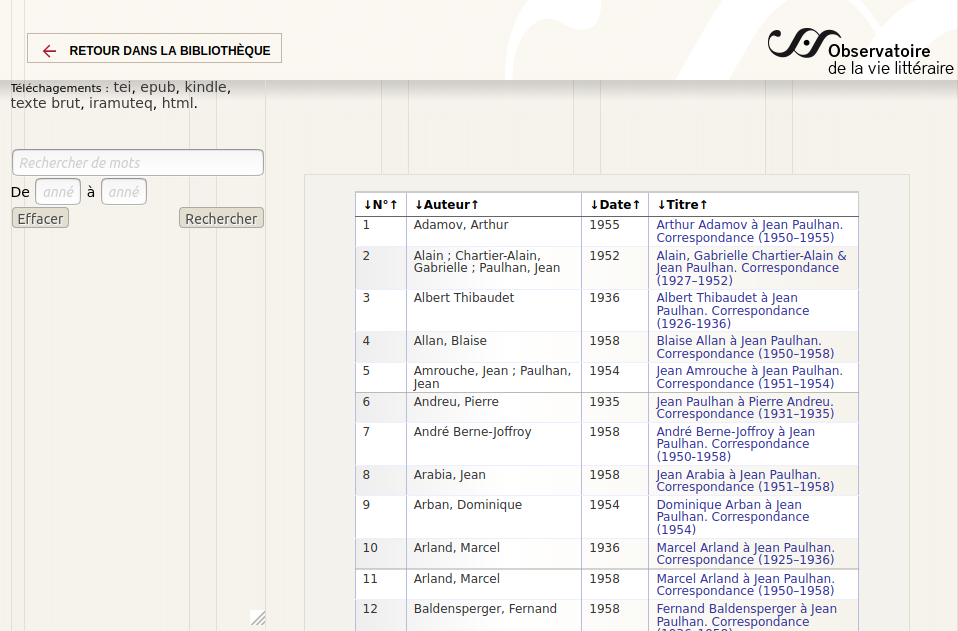 RETOUR DANS LA BIBLIOTHÈQUE
Observatoire
de la vie littéraire
Téléchagements : tei, epub, kindle,
texte brut, iramuteq, html.
Rechercher de mots
De anné à anné
Effacer Rechercher
↓N°↑ ↓Auteur↑ ↓Date↑ ↓Titre↑
1 Adamov, Arthur 1955 Arthur Adamov à Jean Paulhan.
Correspondance (1950–1955)
2 Alain ; Chartier-Alain, 1952 Alain, Gabrielle Chartier-Alain &
Gabrielle ; Paulhan, Jean Jean Paulhan. Correspondance
(1927–1952)
3 Albert Thibaudet 1936 Albert Thibaudet à Jean
Paulhan. Correspondance
(1926-1936)
4 Allan, Blaise 1958 Blaise Allan à Jean Paulhan.
Correspondance (1950–1958)
5 Amrouche, Jean ; Paulhan, 1954 Jean Amrouche à Jean Paulhan.
Jean Correspondance (1951–1954)
6 Andreu, Pierre 1935 Jean Paulhan à Pierre Andreu.
Correspondance (1931–1935)
7 André Berne-Joffroy 1958 André Berne-Joffroy à Jean
Paulhan. Correspondance
(1950-1958)
8 Arabia, Jean 1958 Jean Arabia à Jean Paulhan.
Correspondance (1951–1958)
9 Arban, Dominique 1954 Dominique Arban à Jean
Paulhan. Correspondance
(1954)
10 Arland, Marcel 1936 Marcel Arland à Jean Paulhan.
Correspondance (1925–1936)
11 Arland, Marcel 1958 Marcel Arland à Jean Paulhan.
Correspondance (1950–1958)
12 Baldensperger, Fernand 1958 Fernand Baldensperger à Jean
Paulhan. Correspondance